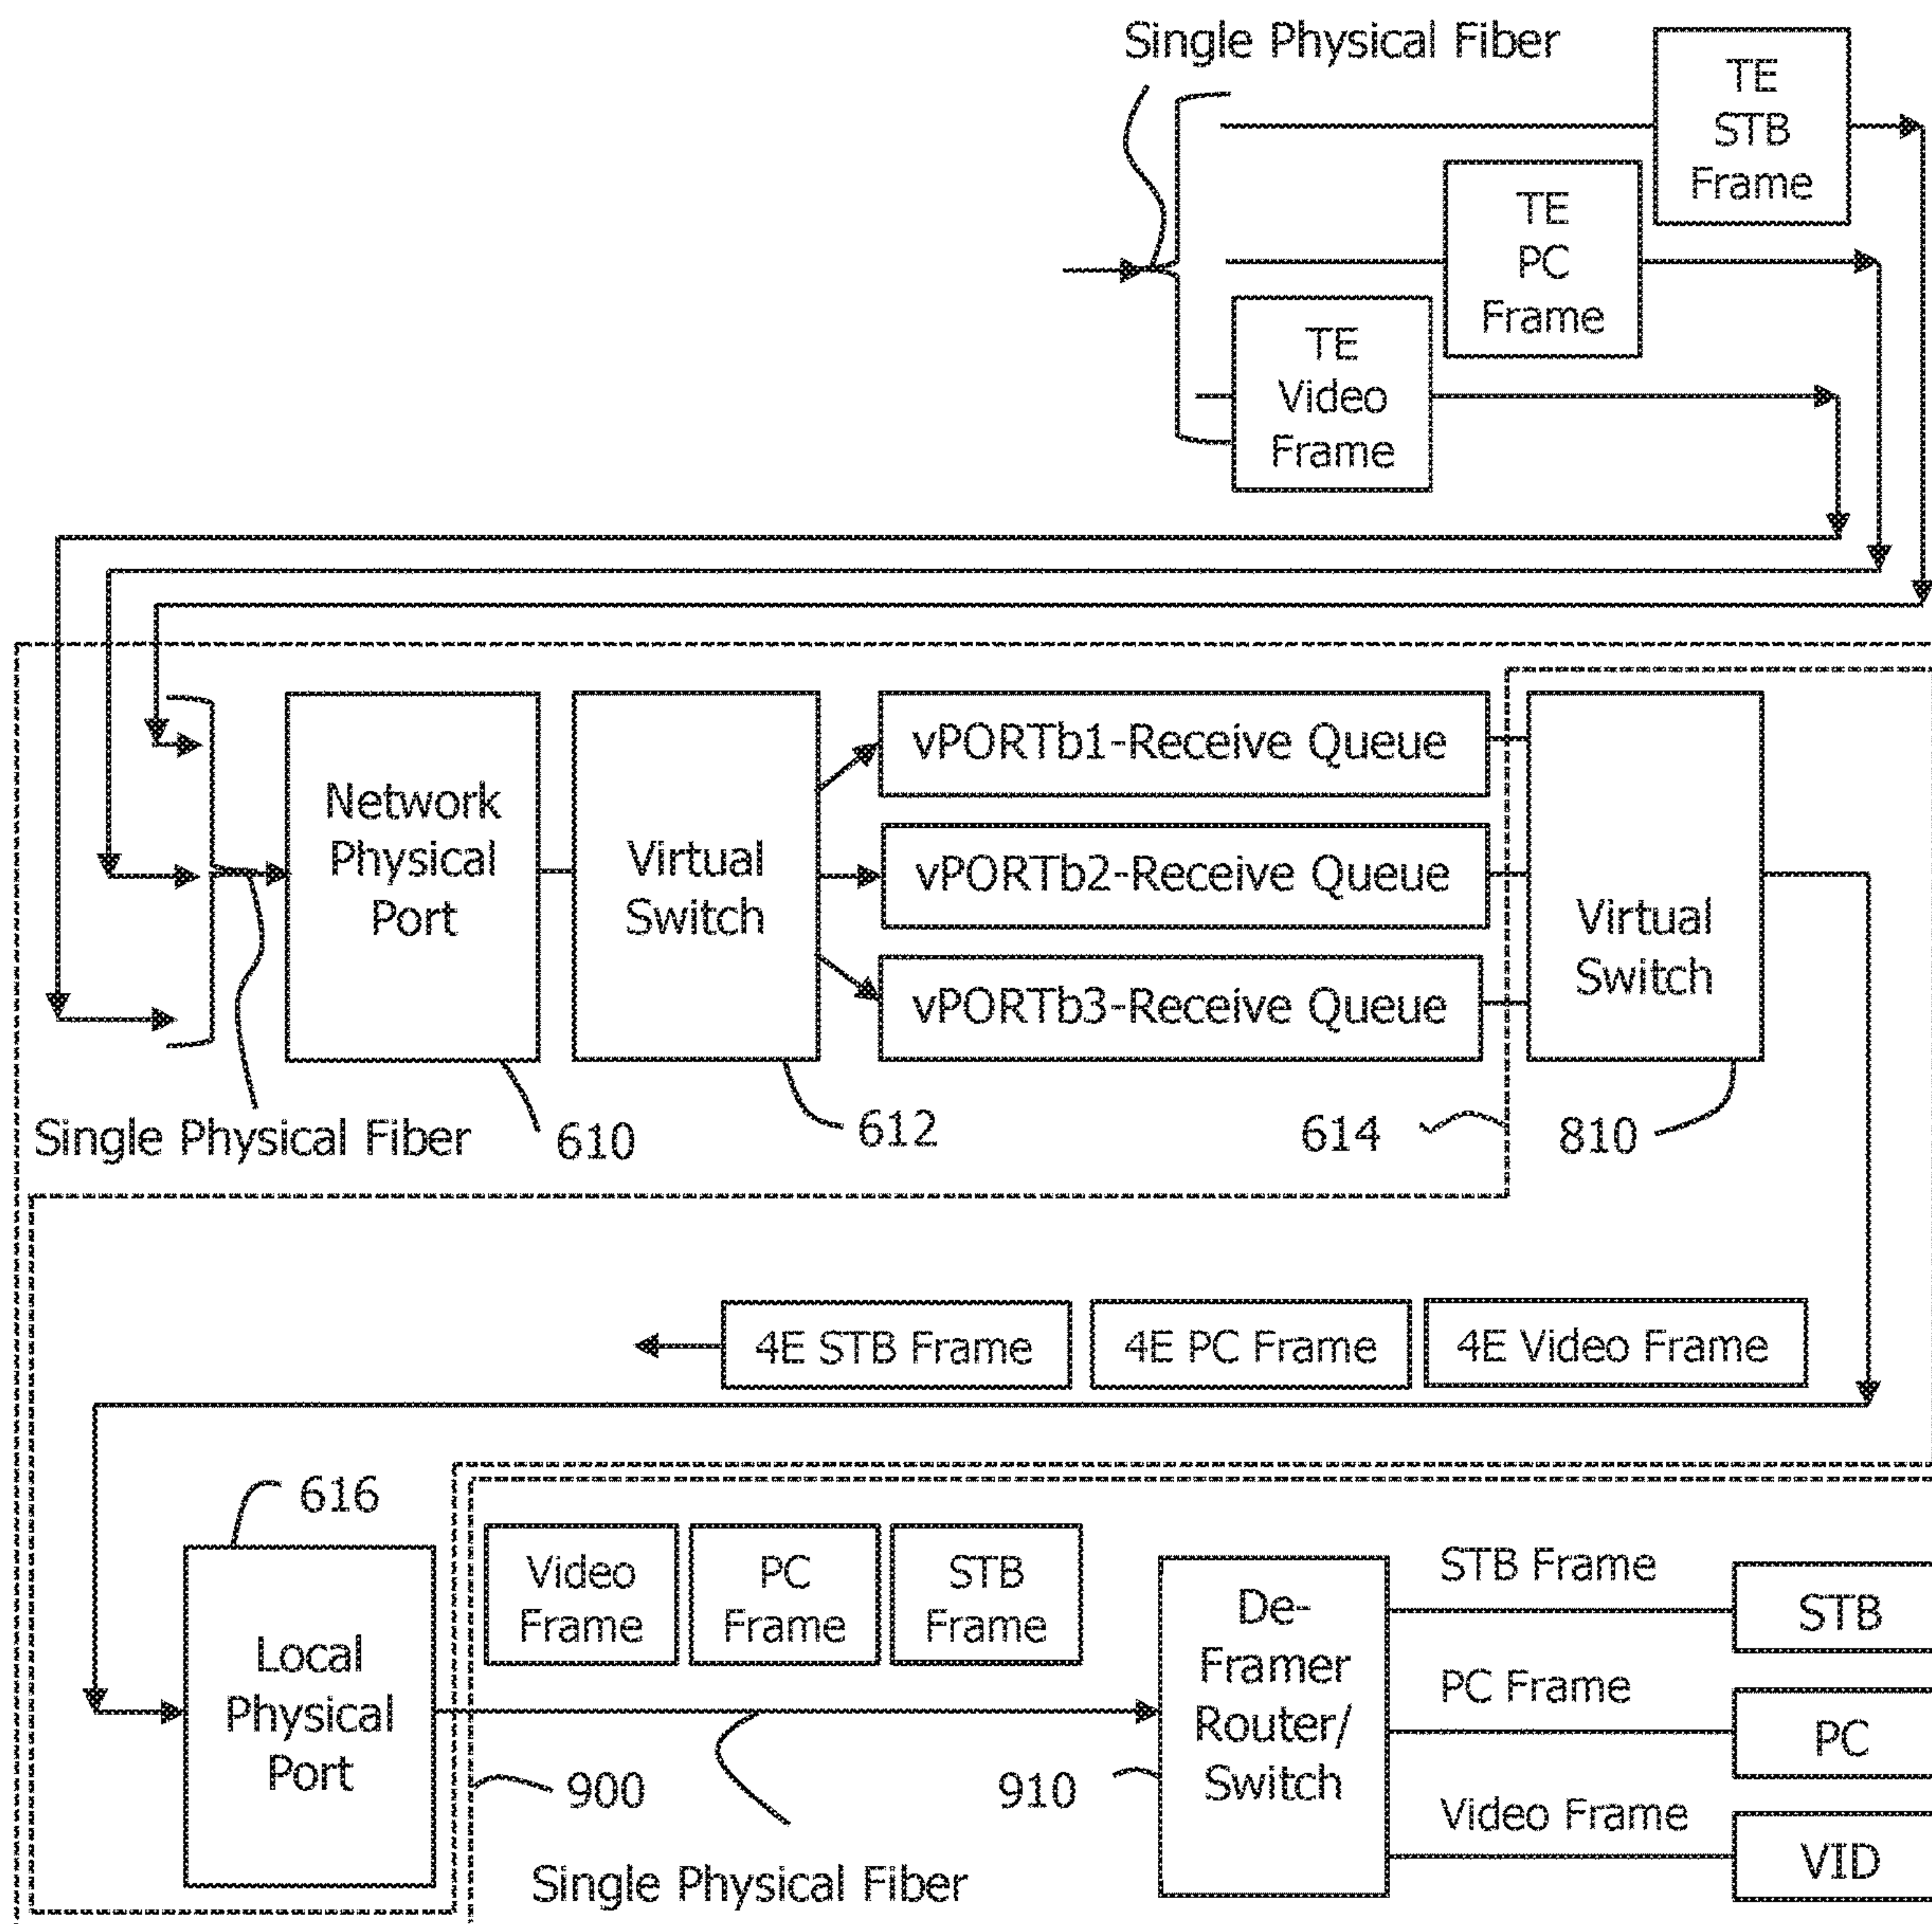 Single Physical Fiber
TE
STB
Frame
TE
PC
Frame
TE
Video
Frame
Network
Physical
Port
Virtual
Switch
vPORTb1-Receive Queue
vPORTb2-Receive Queue
vPORTb3-Receive Queue
Virtual
Switch
Single Physical Fiber
610
612
614
810
4E STB Frame
4E PC Frame
4E Video Frame
616
Local
Physical
Port
Video
Frame
PC
Frame
STB
Frame
900
Single Physical Fiber
910
De-
Framer
Router/
Switch
STB Frame
STB
PC Frame
PC
Video Frame
VID